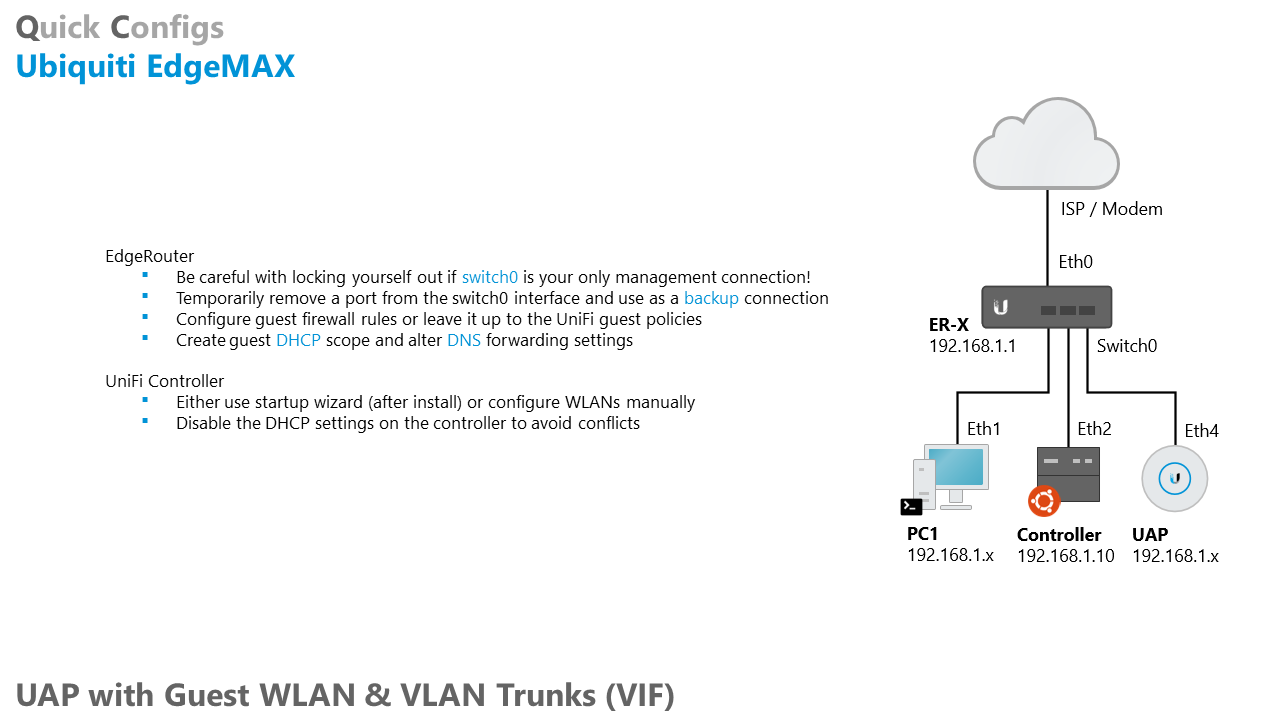 Quick Configs
Ubiquiti EdgeMAX
EdgeRouter
▪ Be careful with locking yourself out if switch0 is your only management connection!
▪ Temporarily remove a port from the switch0 interface and use as a backup connection
▪ Configure guest firewall rules or leave it up to the UniFi guest policies
▪ Create guest DHCP scope and alter DNS forwarding settings
UniFi Controller
▪ Either use startup wizard (after install) or configure WLANs manually
▪ Disable the DHCP settings on the controller to avoid conflicts
ISP / Modem
Eth0
ER-X
192.168.1.1
Switch0
Eth1
Eth2
Eth4
PC1
192.168.1.x
Controller
192.168.1.10
UAP
192.168.1.x
UAP with Guest WLAN & VLAN Trunks (VIF)